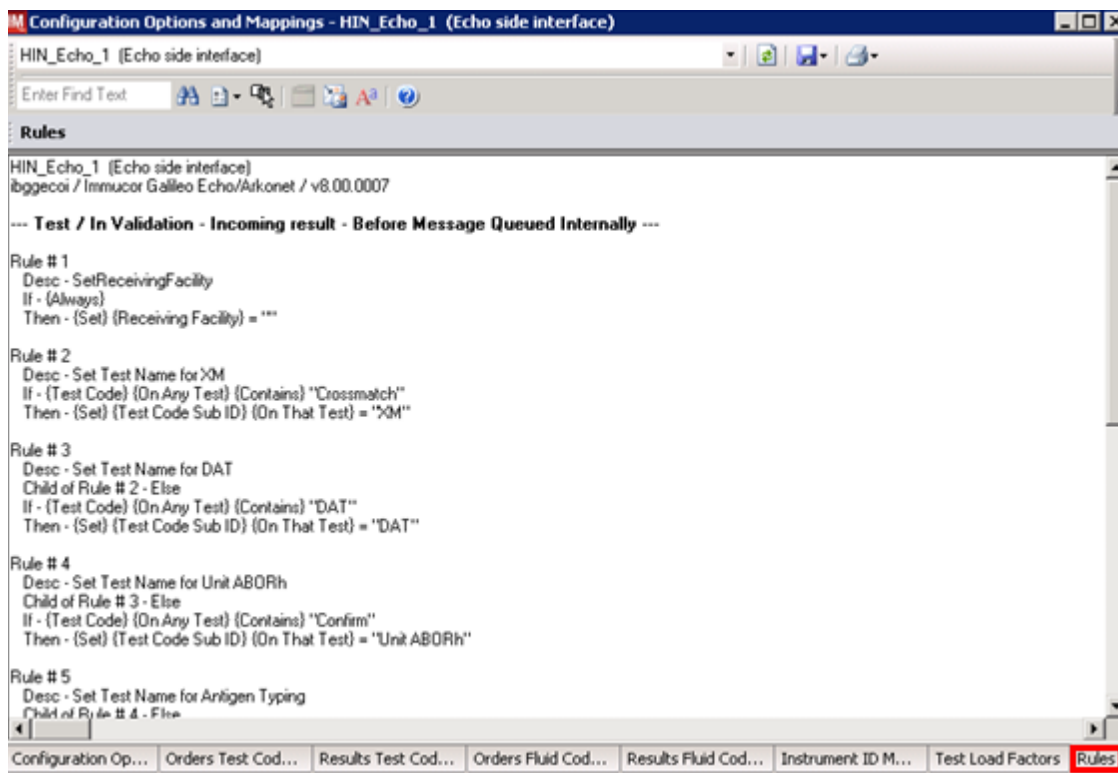 IM Configuration Options and Mappings - HIN_Echo_1 (Echo side interface)
HIN_Echo_1 (Echo side interface)
Enter Find Text
Rules
HIN_Echo_1 (Echo side interface)
ibggecoi / Immucor Galileo Echo/Arkonet / v8.00.0007
--- Test / In Validation - Incoming result - Before Message Queued Internally ---
Rule # 1
Desc - SetReceivingFacility
If - {Always}
Then - {Set} {Receiving Facility} = ""
Rule # 2
Desc - Set Test Name for XM
If - {Test Code} {On Any Test} {Contains} "Crossmatch"
Then - {Set} {Test Code Sub ID} {On That Test} = "XM"
Rule # 3
Desc - Set Test Name for DAT
Child of Rule # 2 - Else
If - {Test Code} {On Any Test} {Contains} "DAT"
Then - {Set} {Test Code Sub ID} {On That Test} = "DAT"
Rule # 4
Desc - Set Test Name for Unit ABORh
Child of Rule # 3 - Else
If - {Test Code} {On Any Test} {Contains} "Confirm"
Then - {Set} {Test Code Sub ID} {On That Test} = "Unit ABORh"
Rule # 5
Desc - Set Test Name for Antigen Typing
Child of Rule # 4 - Else
Configuration Op... Orders Test Cod... Results Test Cod... Orders Fluid Cod... Results Fluid Cod... Instrument ID M... Test Load Factors Rules